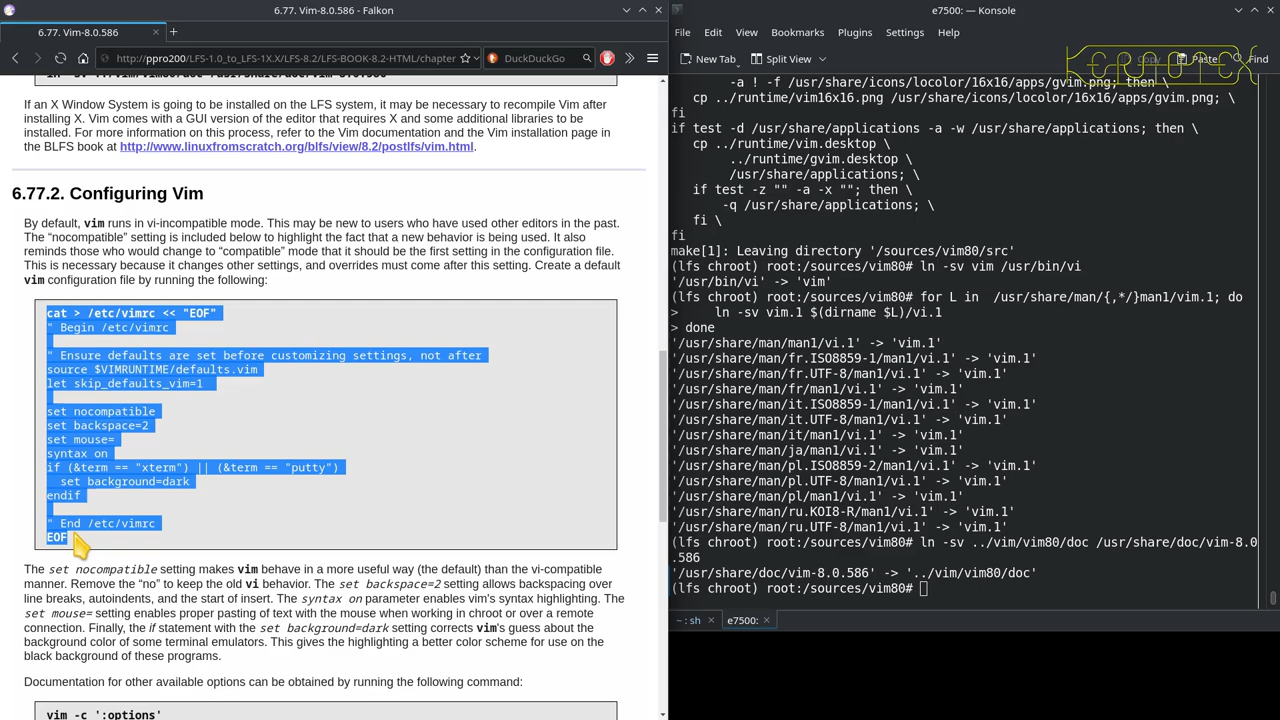 6.77. Vim-8.0.586 - Falkon
6.77. Vim-8.0.586
http://ppro200/LFS-1.0_to_LFS-1X.X/LFS-8.2/LFS-BOOK-8.2-HTML/chapter
DuckDuckGo
If an X Window System is going to be installed on the LFS system, it may be necessary to recompile Vim after
installing X. Vim comes with a GUI version of the editor that requires X and some additional libraries to be
installed. For more information on this process, refer to the Vim documentation and the Vim installation page in
the BLFS book at http://www.linuxfromscratch.org/blfs/view/8.2/postlfs/vim.html.
6.77.2. Configuring Vim
By default, vim runs in vi-incompatible mode. This may be new to users who have used other editors in the past.
The “nocompatible” setting is included below to highlight the fact that a new behavior is being used. It also
reminds those who would change to “compatible” mode that it should be the first setting in the configuration file.
This is necessary because it changes other settings, and overrides must come after this setting. Create a default
vim configuration file by running the following:
cat > /etc/vimrc << "EOF"
" Begin /etc/vimrc
" Ensure defaults are set before customizing settings, not after
source $VIMRUNTIME/defaults.vim
let skip_defaults_vim=1
set nocompatible
set backspace=2
set mouse=
syntax on
if (&term == "xterm") || (&term == "putty")
  set background=dark
endif
" End /etc/vimrc
EOF
The set nocompatible setting makes vim behave in a more useful way (the default) than the vi-compatible
manner. Remove the “no” to keep the old vi behavior. The set backspace=2 setting allows backspacing over
line breaks, autoindents, and the start of insert. The syntax on parameter enables vim's syntax highlighting. The
set mouse= setting enables proper pasting of text with the mouse when working in chroot or over a remote
connection. Finally, the if statement with the set background=dark setting corrects vim's guess about the
background color of some terminal emulators. This gives the highlighting a better color scheme for use on the
black background of these programs.
Documentation for other available options can be obtained by running the following command:
vim -c ':options'
e7500: — Konsole
File Edit View Bookmarks Plugins Settings Help
New Tab Split View Copy Paste Find
-a ! -f /usr/share/icons/locolor/16x16/apps/gvim.png; then \
cp ../runtime/vim16x16.png /usr/share/icons/locolor/16x16/apps/gvim.png; \
fi
if test -d /usr/share/applications -a -w /usr/share/applications; then \
cp ../runtime/vim.desktop \
../runtime/gvim.desktop \
/usr/share/applications; \
if test -z "" -a -x ""; then \
-q /usr/share/applications; \
fi \
fi
make[1]: Leaving directory '/sources/vim80/src'
(lfs chroot) root:/sources/vim80# ln -sv vim /usr/bin/vi
'/usr/bin/vi' -> 'vim'
(lfs chroot) root:/sources/vim80# for L in  /usr/share/man/{,*/}man1/vim.1; do
>     ln -sv vim.1 $(dirname $L)/vi.1
> done
'/usr/share/man/man1/vi.1' -> 'vim.1'
'/usr/share/man/fr.ISO8859-1/man1/vi.1' -> 'vim.1'
'/usr/share/man/fr.UTF-8/man1/vi.1' -> 'vim.1'
'/usr/share/man/fr/man1/vi.1' -> 'vim.1'
'/usr/share/man/it.ISO8859-1/man1/vi.1' -> 'vim.1'
'/usr/share/man/it.UTF-8/man1/vi.1' -> 'vim.1'
'/usr/share/man/it/man1/vi.1' -> 'vim.1'
'/usr/share/man/ja/man1/vi.1' -> 'vim.1'
'/usr/share/man/pl.ISO8859-2/man1/vi.1' -> 'vim.1'
'/usr/share/man/pl.UTF-8/man1/vi.1' -> 'vim.1'
'/usr/share/man/pl/man1/vi.1' -> 'vim.1'
'/usr/share/man/ru.KOI8-R/man1/vi.1' -> 'vim.1'
'/usr/share/man/ru.UTF-8/man1/vi.1' -> 'vim.1'
(lfs chroot) root:/sources/vim80# ln -sv ../vim/vim80/doc /usr/share/doc/vim-8.0
.586
'/usr/share/doc/vim-8.0.586' -> '../vim/vim80/doc'
(lfs chroot) root:/sources/vim80#
~ : sh
e7500: